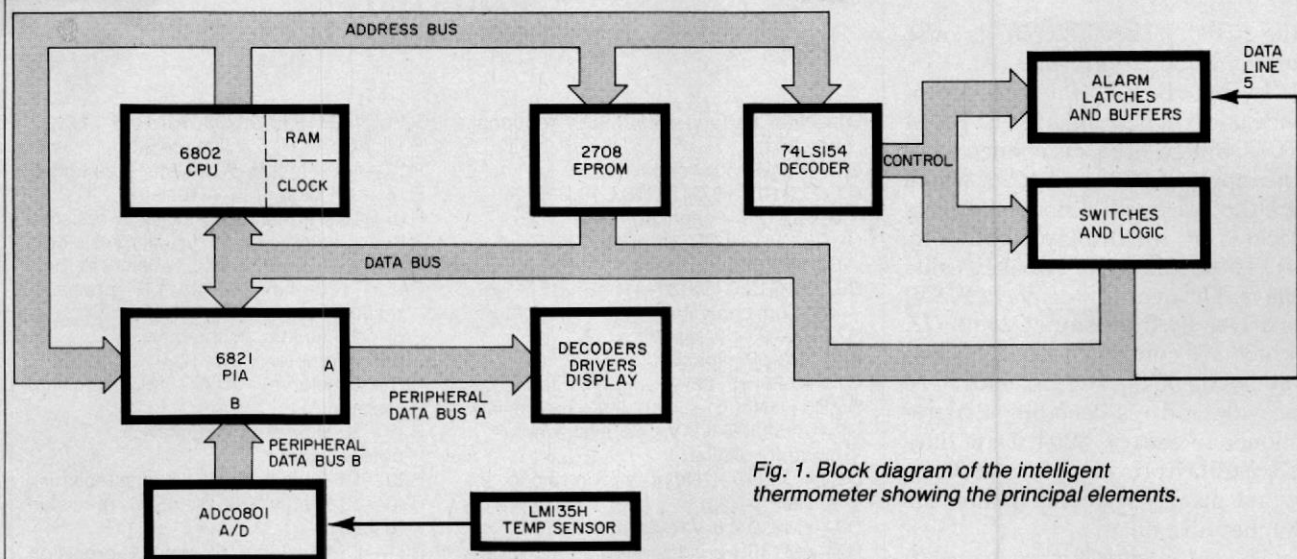 ADDRESS BUS
DATA
LINE
5
6802
CPU
RAM
CLOCK
2708
EPROM
74LS154
DECODER
CONTROL
ALARM
LATCHES
AND BUFFERS
SWITCHES
AND LOGIC
DATA BUS
6821
PIA
A
B
PERIPHERAL
DATA BUS A
DECODERS
DRIVERS
DISPLAY
PERIPHERAL
DATA BUS B
ADC0801
A/D
LM135H
TEMP SENSOR
Fig. 1. Block diagram of the intelligent
thermometer showing the principal elements.